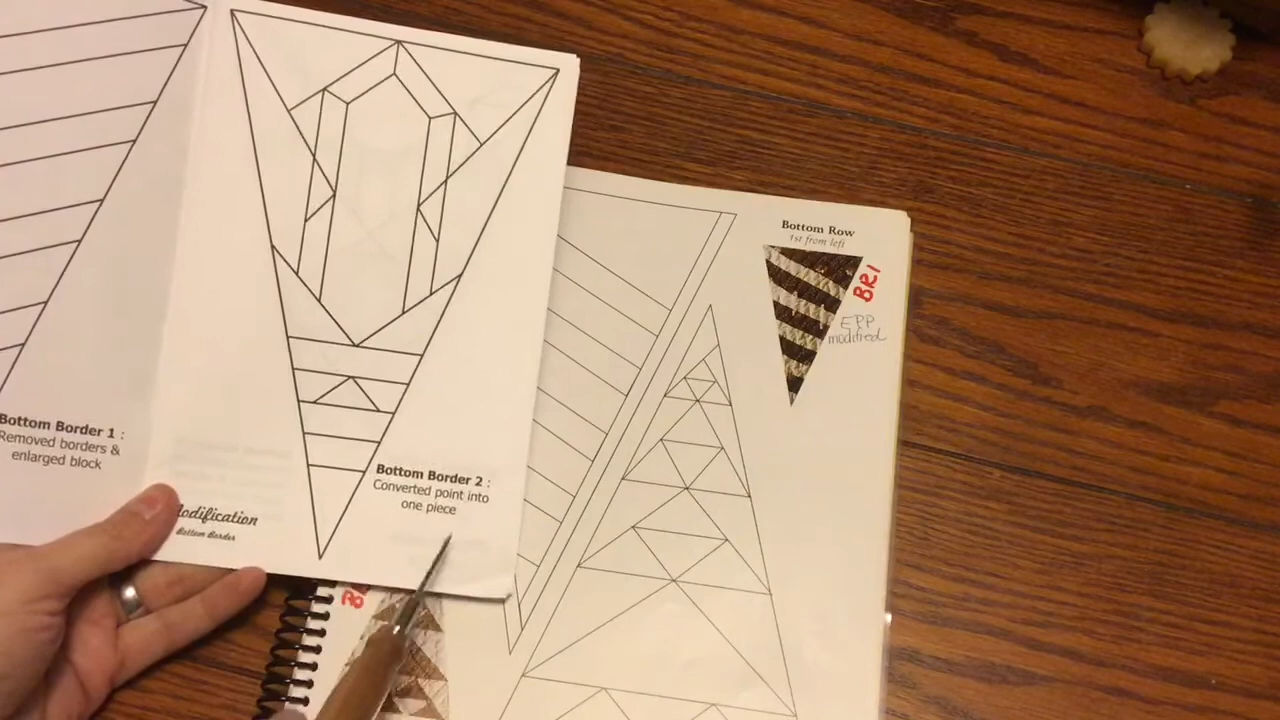 Bottom Border 1 :
Removed borders &
enlarged block
Modification
Bottom Border
Bottom Border 2 :
Converted point into
one piece
Bottom Row
1st from left
BR1
EPP
modified